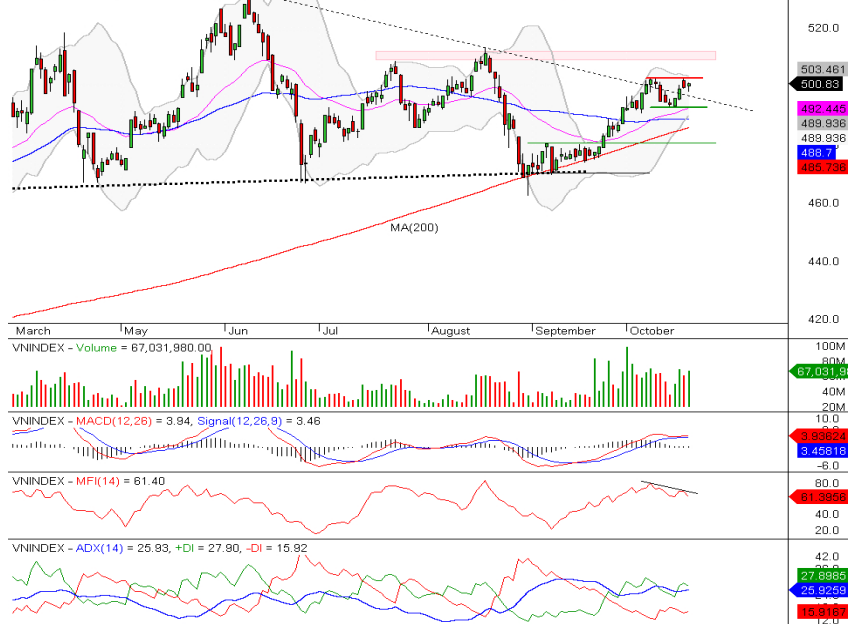 520.0
503.461
500.83
492.445
489.936
489.936
488.7
485.736
460.0
MA(200)
440.0
420.0
March May Jun Jul August September October
VNINDEX - Volume = 67,031,980.00
100M
67,031,98
40M
20M
VNINDEX - MACD(12,26) = 3.94, Signal(12,26,9) = 3.46
10.0
3.93624
3.45818
-6.0
VNINDEX - MFI(14) = 61.40
80.0
61.3956
40.0
20.0
VNINDEX - ADX(14) = 25.93, +DI = 27.90, -DI = 15.92
42.0
27.8985
25.9259
15.9167
12.0